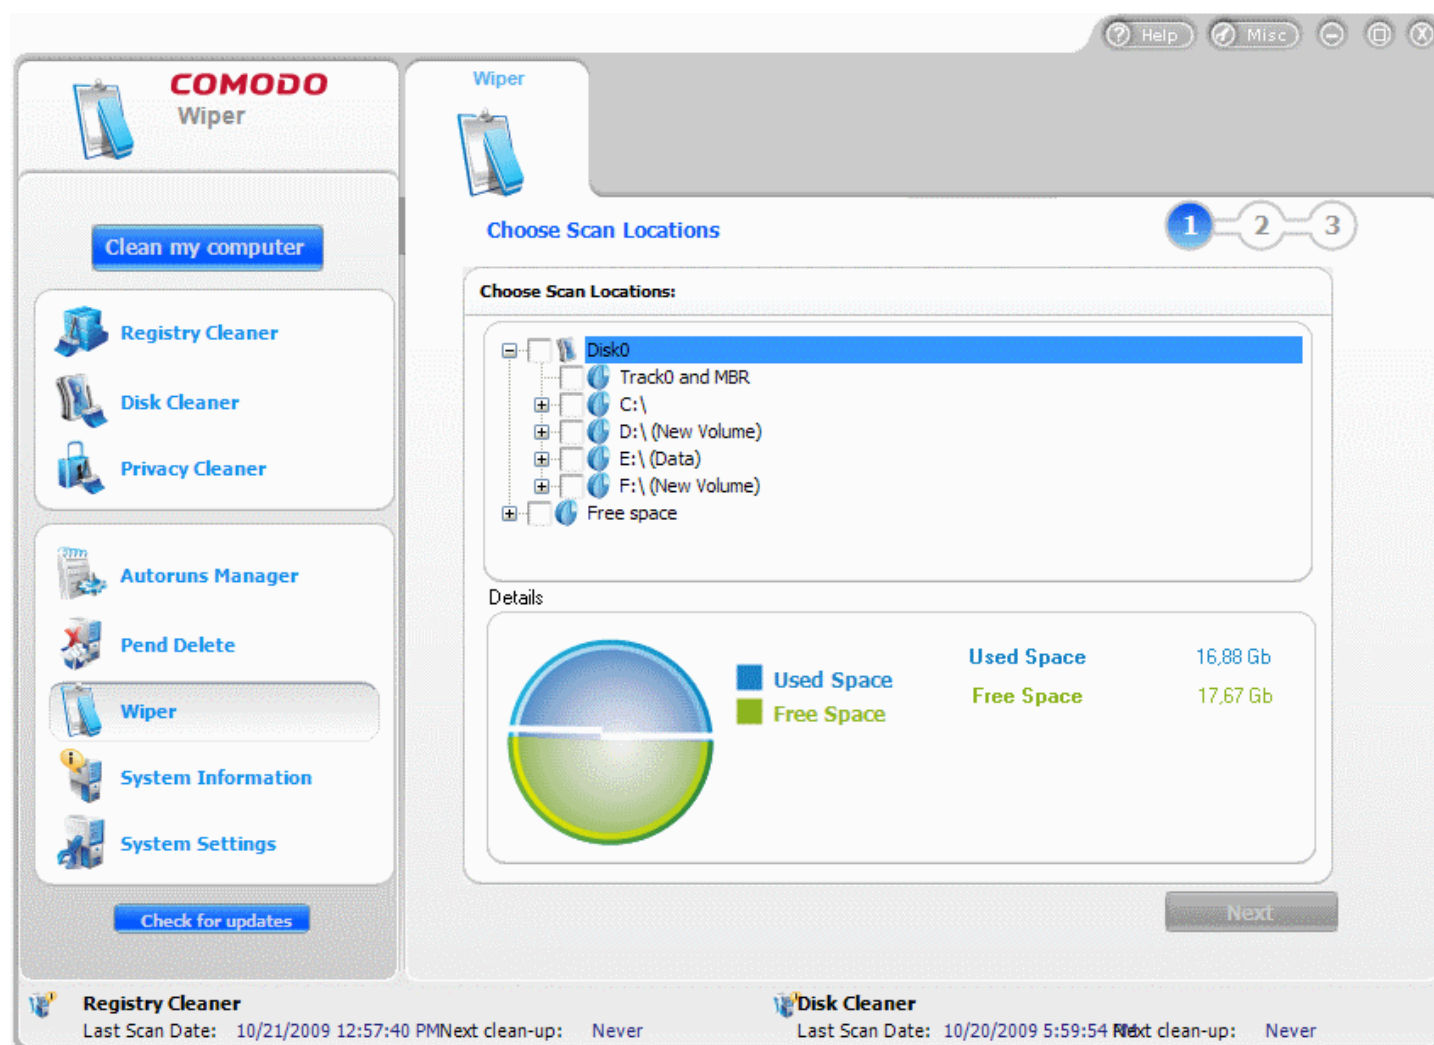 Help Misc
COMODO
Wiper
Wiper
Clean my computer
Registry Cleaner
Disk Cleaner
Privacy Cleaner
Autoruns Manager
Pend Delete
Wiper
System Information
System Settings
Check for updates
Choose Scan Locations
1 2 3
Choose Scan Locations:
Disk0
Track0 and MBR
C:\
D:\ (New Volume)
E:\ (Data)
F:\ (New Volume)
Free space
Details
Used Space
Free Space
Used Space 16,88 Gb
Free Space 17,67 Gb
Next
Registry Cleaner
Last Scan Date: 10/21/2009 12:57:40 PMNext clean-up: Never
Disk Cleaner
Last Scan Date: 10/20/2009 5:59:54 Next clean-up: Never